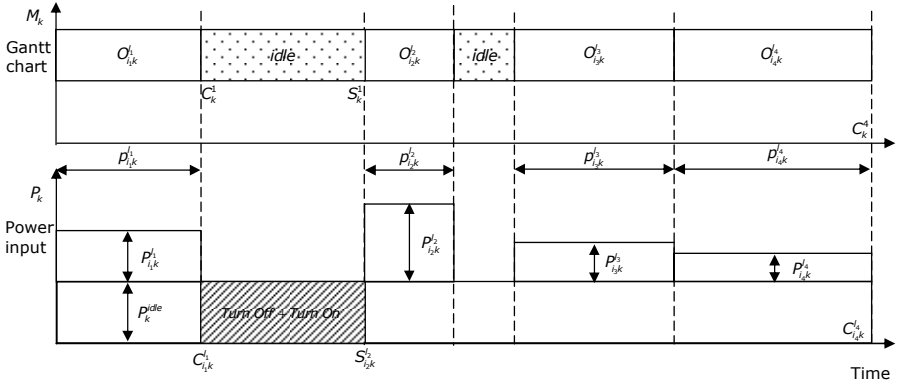 M_k
Gantt chart
O^{l_1}_{i_1k} idle O^{l_2}_{i_2k} idle O^{l_3}_{i_3k} O^{l_4}_{i_4k}
C^1_k S^1_k
C^4_k
p^{l_1}_{i_1k} p^{l_2}_{i_2k} p^{l_3}_{i_3k} p^{l_4}_{i_4k}
P_k
Power input
P^{l_1}_{i_1k} P^{l_2}_{i_2k} P^{l_3}_{i_3k} P^{l_4}_{i_4k}
P^{idle}_k Turn Off + Turn On
C^{l_4}_{i_4k}
C^{l_1}_{i_1k} S^{l_2}_{i_2k}
Time